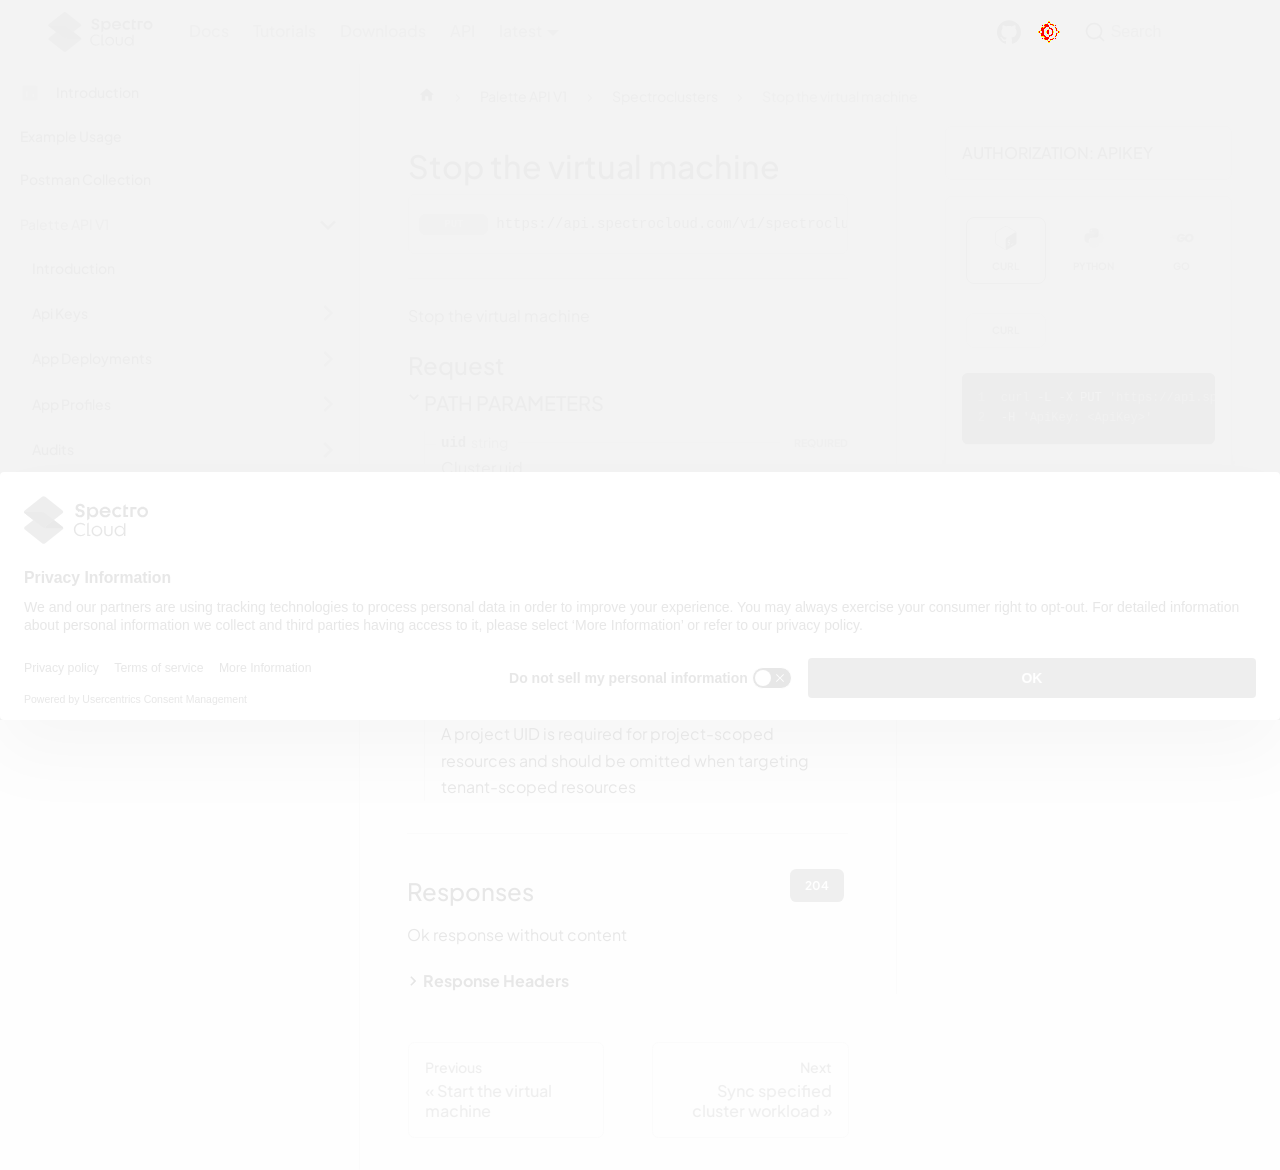 Spectro
Cloud
Docs
Tutorials
Downloads
API
latest
Search
Introduction
Example Usage
Postman Collection
Palette API V1
Introduction
Api Keys
App Deployments
App Profiles
Audits
Palette API V1
Spectroclusters
Stop the virtual machine
Stop the virtual machine
https://api.spectrocloud.com/v1/spectroclu
Stop the virtual machine
Request
PATH PARAMETERS
uid
REQUIRED
Cluster uid
AUTHORIZATION: APIKEY
CURL
PYTHON
GO
CURL
Spectro
Cloud
Privacy Information
We and our partners are using tracking technologies to process personal data in order to improve your experience. You may always exercise your consumer right to opt-out. For detailed information
about personal information we collect and third parties having access to it, please select ‘More Information’ or refer to our privacy policy.
Privacy policy
Terms of service
More Information
Powered by Usercentrics Consent Management
Do not sell my personal information
OK
A project UID is required for project-scoped
resources and should be omitted when targeting
tenant-scoped resources
Responses
204
Ok response without content
Response Headers
Previous
« Start the virtual
machine
Next
Sync specified
cluster workload »